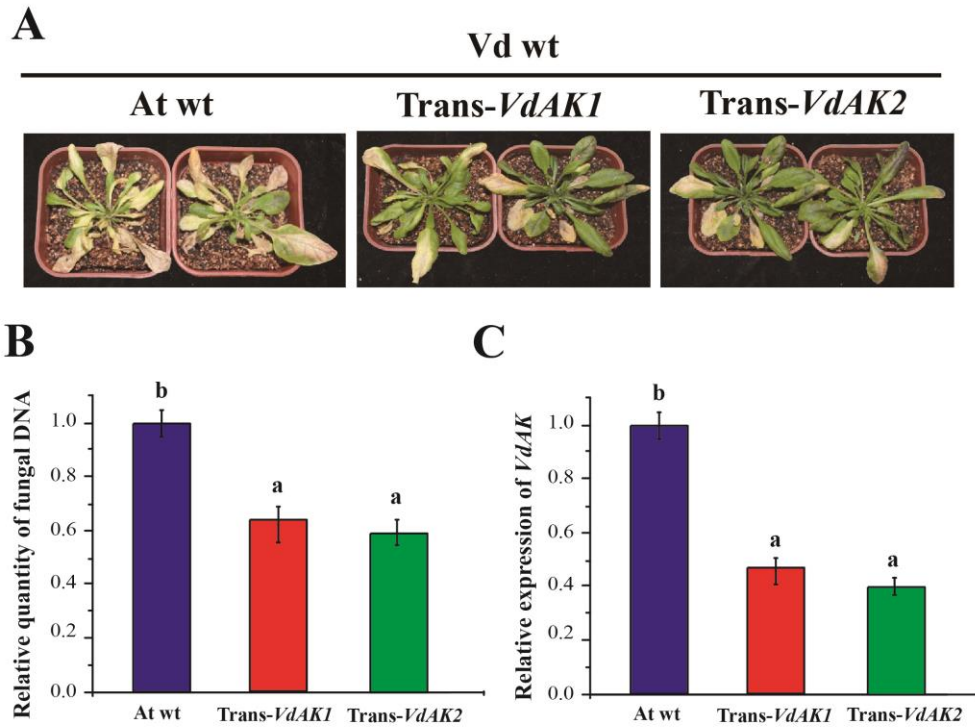 A
Vd wt
At wt
Trans-VdAK1
Trans-VdAK2
B
Relative quantity of fungal DNA
1.0
0.8
0.6
0.4
0.2
0.0
b
a
a
At wt
Trans-VdAK1
Trans-VdAK2
C
Relative expression of VdAK
1.0
0.8
0.6
0.4
0.2
0.0
b
a
a
At wt
Trans-VdAK1
Trans-VdAK2